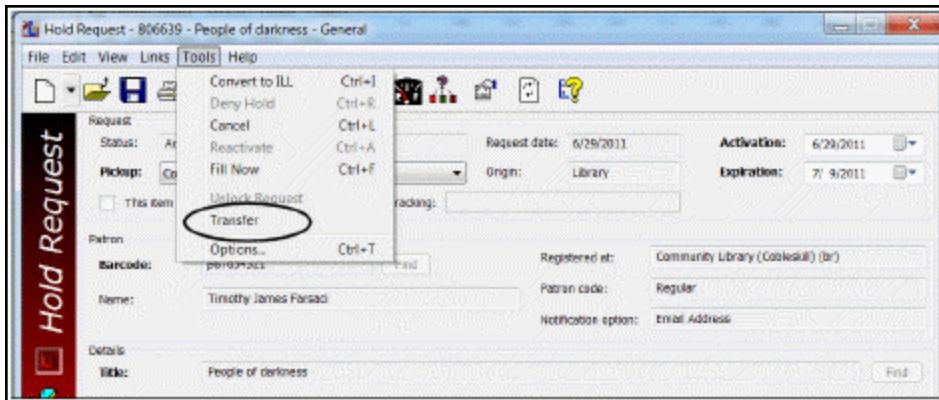 Hold Request - 806639 - People of darkness - General
File Edit View Links Tools Help
Convert to ILL Ctrl+I
Deny Hold Ctrl+R
Cancel Ctrl+L
Reactivate Ctrl+A
Fill Now Ctrl+F
Unlock Request
Transfer
Options... Ctrl+T
Hold Request
Request
Status:
Request date: 6/29/2011
Activation: 6/29/2011
Pickup: Co
Origin: Library
Expiration: 7/ 9/2011
This item
Patron
Barcode:
Find
Registered at: Community Library (Cobleskill) (br)
Name: Timothy James Farsaci
Patron code: Regular
Notification option: Email Address
Details
Title: People of darkness
Find